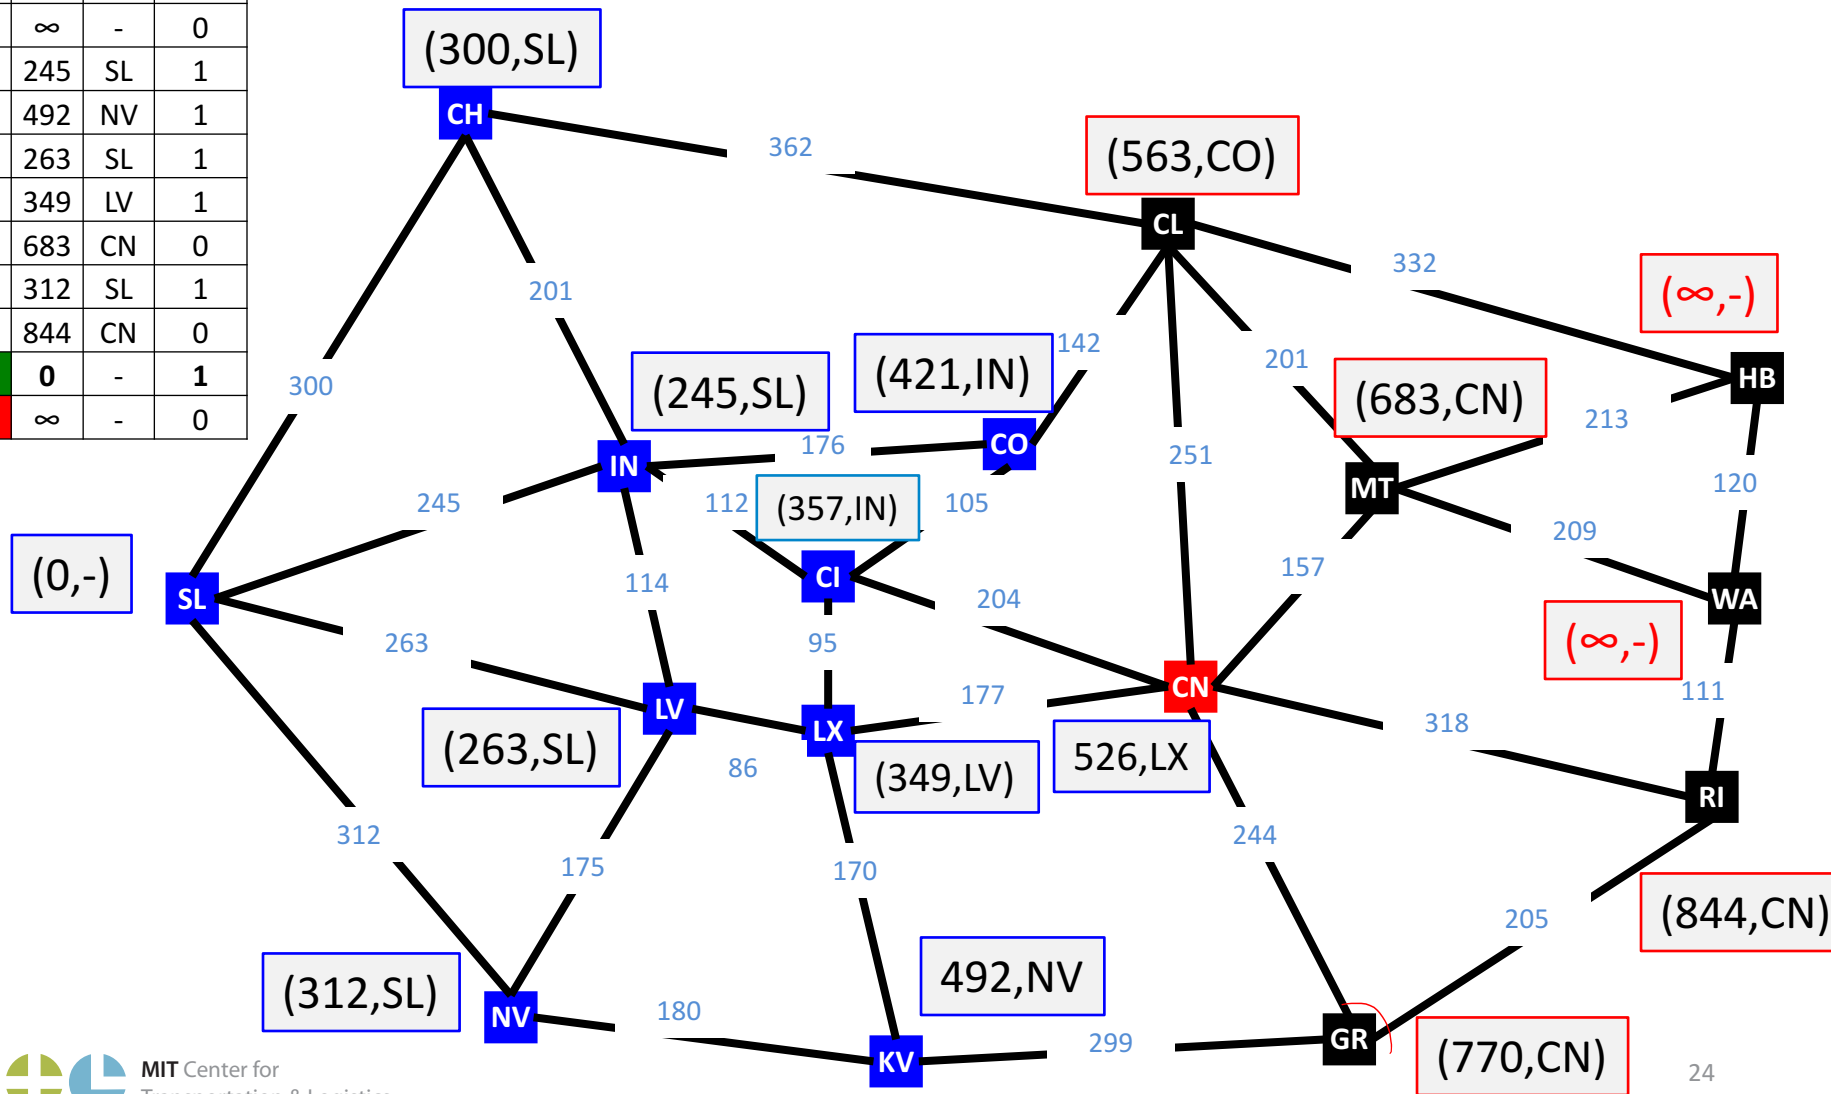 ∞ - 0
245 SL 1
492 NV 1
263 SL 1
349 LV 1
683 CN 0
312 SL 1
844 CN 0
0 - 1
∞ - 0
(300,SL)
CH
362
(563,CO)
CL
332
(∞,-)
HB
201
300
(245,SL)
(421,IN)
142
201
(683,CN)
213
IN
176
CO
251
MT
120
245
112
(357,IN)
105
209
(0,-)
SL
114
CI
204
157
WA
(∞,-)
263
95
111
LV
177
CN
318
(263,SL)
86
LX
(349,LV)
526,LX
RI
312
175
170
244
205
(844,CN)
(312,SL)
NV
180
492,NV
KV
299
GR
(770,CN)
MIT Center for
Transportation & Logistics
24